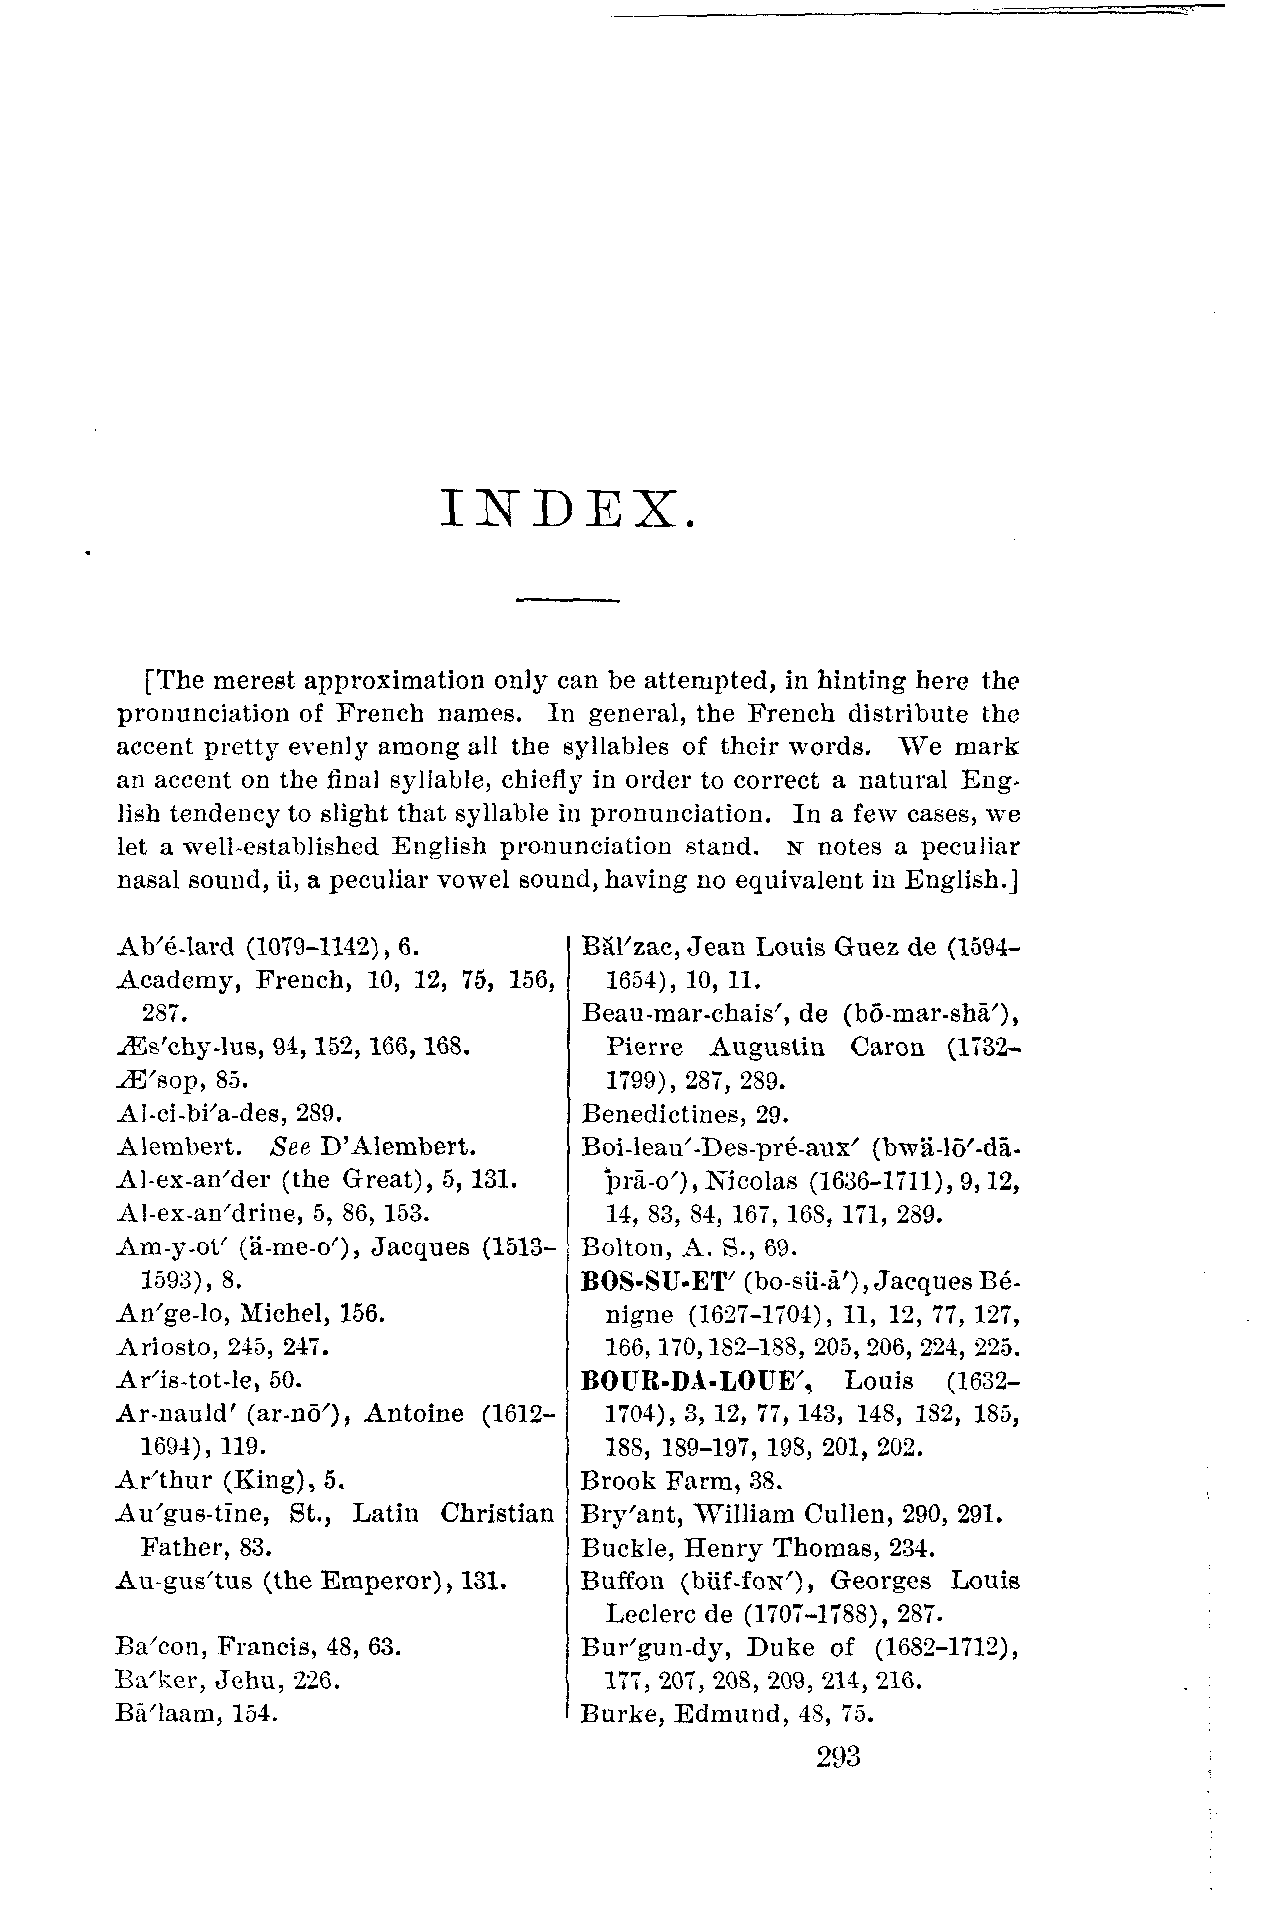 INDEX.
[The merest approximation only can be attempted, in hinting here the
pronunciation of French names. In general, the French distribute the
accent pretty evenly among all the syllables of their words. We mark
an accent on the final syllable, chiefly in order to correct a natural Eng-
lish tendency to slight that syllable in pronunciation. In a few cases, we
let a well-established English pronunciation stand. N notes a peculiar
nasal sound, ü, a peculiar vowel sound, having no equivalent in English.]
Ab′é-lard (1079–1142), 6.
Academy, French, 10, 12, 75, 156,
287.
Æs′chy-lus, 94, 152, 166, 168.
Æ′sop, 85.
Al-ci-bi′a-des, 289.
Alembert. See D'Alembert.
Al-ex-an′der (the Great), 5, 131.
Al-ex-an′drine, 5, 86, 153.
Am-y-ot′ (ä-me-o′), Jacques (1513–
1593), 8.
An′ge-lo, Michel, 156.
Ariosto, 245, 247.
Ar′is-tot-le, 50.
Ar-nauld′ (ar-nō′), Antoine (1612–
1694), 119.
Ar′thur (King), 5.
Au′gus-tīne, St., Latin Christian
Father, 83.
Au-gus′tus (the Emperor), 131.
Ba′con, Francis, 48, 63.
Ba′ker, Jehu, 226.
Bā′laam, 154.
Băl′zac, Jean Louis Guez de (1594–
1654), 10, 11.
Beau-mar-chais′, de (bō-mar-shā′),
Pierre Augustin Caron (1732–
1799), 287, 289.
Benedictines, 29.
Boi-leau′-Des-pré-aux′ (bwä-lō′-dā-
prā-o′), Nicolas (1636–1711), 9, 12,
14, 83, 84, 167, 168, 171, 289.
Bolton, A. S., 69.
BOS-SU-ET′ (bo-sü-ā′), Jacques Bé-
nigne (1627–1704), 11, 12, 77, 127,
166, 170, 182–188, 205, 206, 224, 225.
BOUR-DA-LOUE′, Louis (1632–
1704), 3, 12, 77, 143, 148, 182, 185,
188, 189–197, 198, 201, 202.
Brook Farm, 38.
Bry′ant, William Cullen, 290, 291.
Buckle, Henry Thomas, 234.
Buffon (büf-foN′), Georges Louis
Leclerc de (1707–1788), 287.
Bur′gun-dy, Duke of (1682–1712),
177, 207, 208, 209, 214, 216.
Burke, Edmund, 48, 75.
293